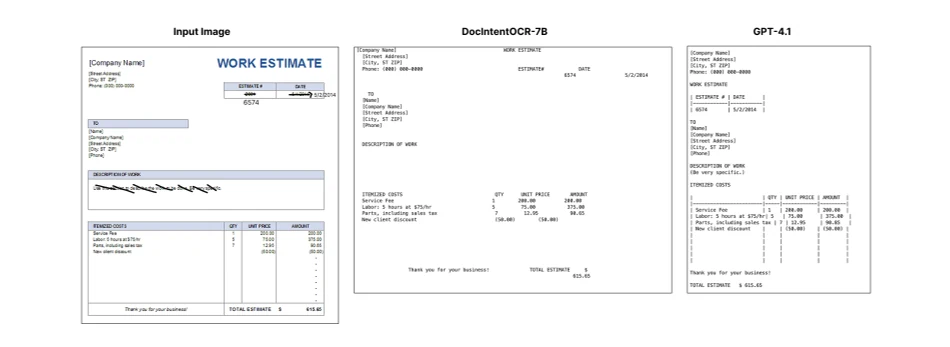 Input Image
[Company Name]
WORK ESTIMATE
[Street Address]
[City, ST ZIP]
Phone: (000) 000-0000
ESTIMATE # DATE
5/2/2014
6574
TO
[Name]
[Company Name]
[Street Address]
[City, ST ZIP]
[Phone]
DESCRIPTION OF WORK
ITEMIZED COSTS QTY UNIT PRICE AMOUNT
Service Fee 1 200.00 200.00
Labor: 5 hours at $75/hr 5 75.00 375.00
Parts, including sales tax 7 12.95 90.65
New client discount (50.00) (50.00)
Thank you for your business! TOTAL ESTIMATE $ 615.65
DocIntentOCR-7B
[Company Name] WORK ESTIMATE
[Street Address]
[City, ST ZIP]
Phone: (000) 000-0000 ESTIMATE# DATE
6574 5/2/2014
TO
[Name]
[Company Name]
[Street Address]
[City, ST ZIP]
[Phone]
DESCRIPTION OF WORK
ITEMIZED COSTS QTY UNIT PRICE AMOUNT
Service Fee 1 200.00 200.00
Labor: 5 hours at $75/hr 5 75.00 375.00
Parts, including sales tax 7 12.95 90.65
New client discount (50.00) (50.00)
Thank you for your business! TOTAL ESTIMATE $
615.65
GPT-4.1
[Company Name]
[Street Address]
[City, ST ZIP]
Phone: (000) 000-0000
WORK ESTIMATE
| ESTIMATE # | DATE |
| 6574 | 5/2/2014 |
TO
[Name]
[Company Name]
[Street Address]
[City, ST ZIP]
[Phone]
DESCRIPTION OF WORK
(Be very specific.)
ITEMIZED COSTS
| | QTY | UNIT PRICE | AMOUNT |
| Service Fee | 1 | 200.00 | 200.00 |
| Labor: 5 hours at $75/hr| 5 | 75.00 | 375.00 |
| Parts, including sales tax | 7 | 12.95 | 90.85 |
| New client discount | | (50.00) | (50.00) |
Thank you for your business!
TOTAL ESTIMATE $ 615.65